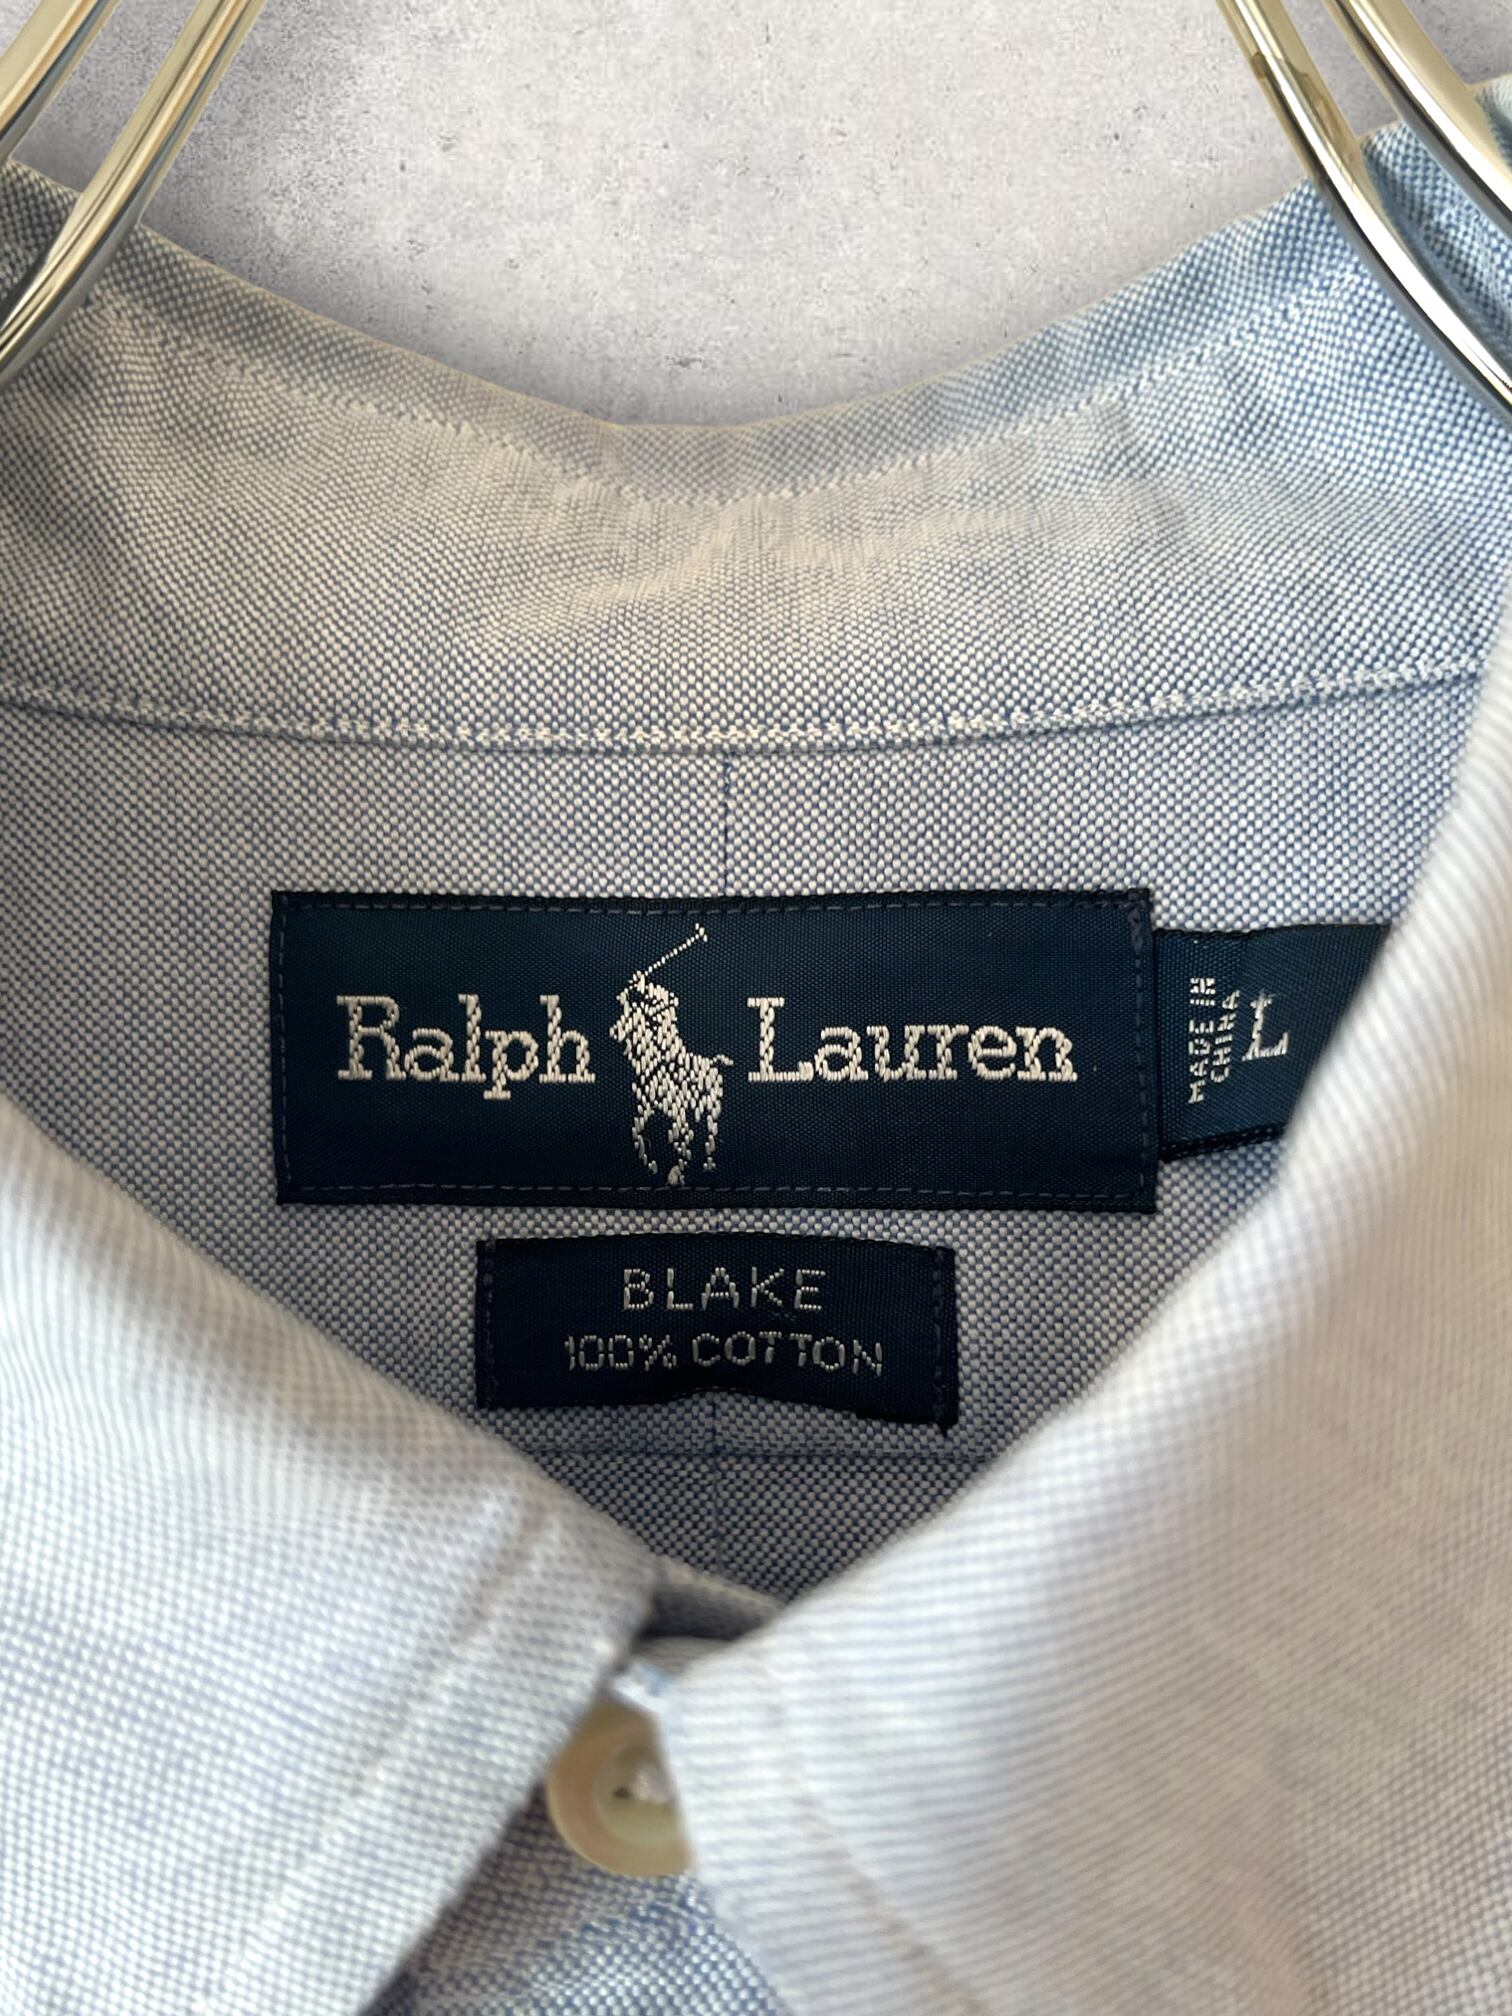 Ralph Lauren
MADE IN
CHINA
L
BLAKE
100% COTTON